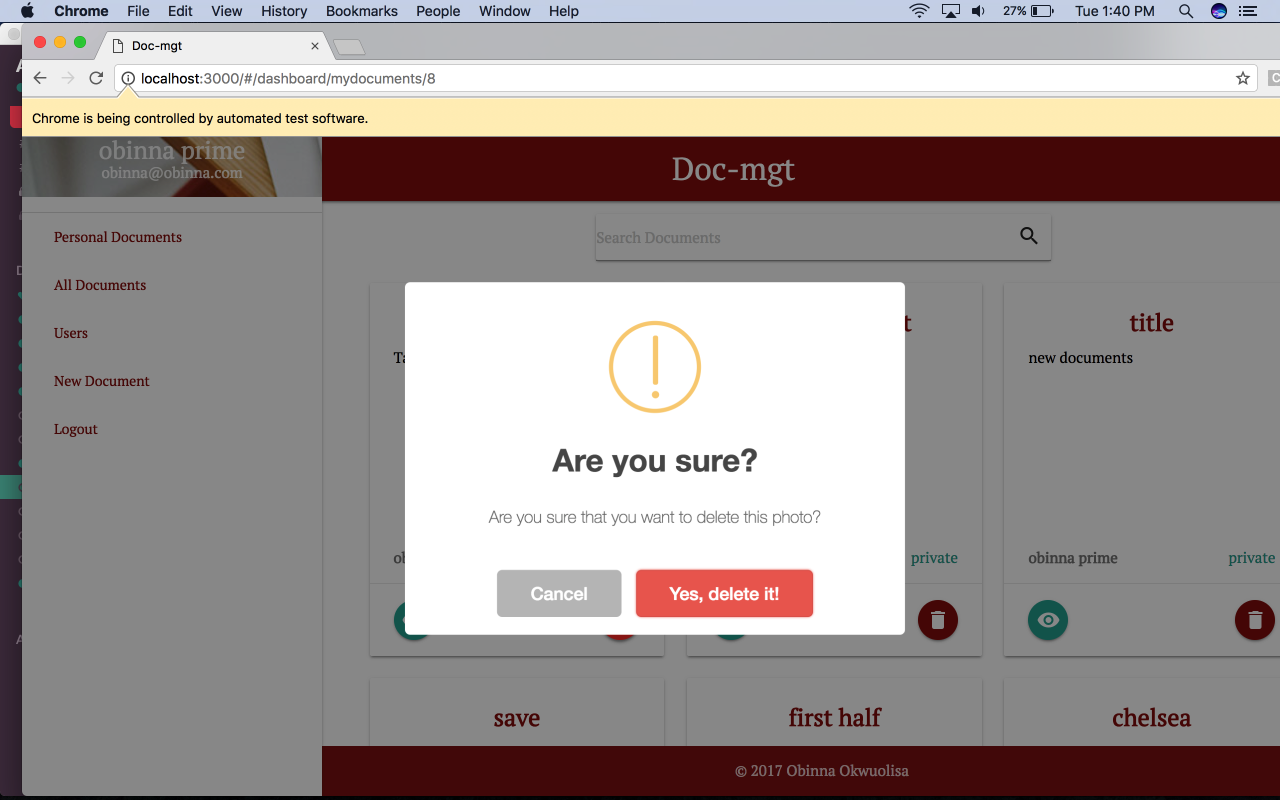 Chrome File Edit View History Bookmarks People Window Help 27% Tue 1:40 PM
Doc-mgt
localhost:3000/#/dashboard/mydocuments/8
Chrome is being controlled by automated test software.
obinna prime
obinna@obinna.com
Doc-mgt
Personal Documents
All Documents
Users
New Document
Logout
Search Documents
title
new documents
Are you sure?
Are you sure that you want to delete this photo?
Cancel
Yes, delete it!
private
obinna prime private
save first half chelsea
© 2017 Obinna Okwuolisa